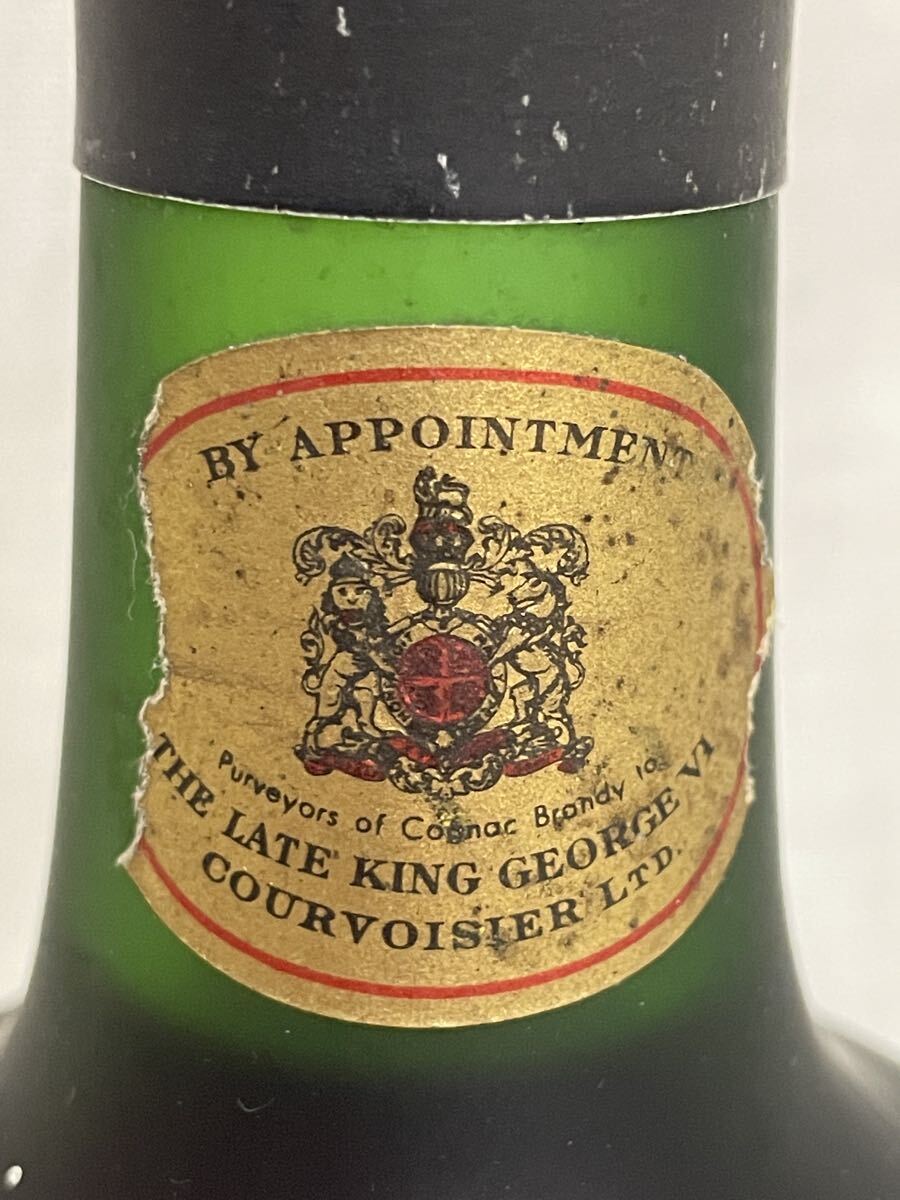 BY APPOINTMENT
Purveyors of Cognac Brandy to
THE LATE KING GEORGE VI
COURVOISIER LTD.